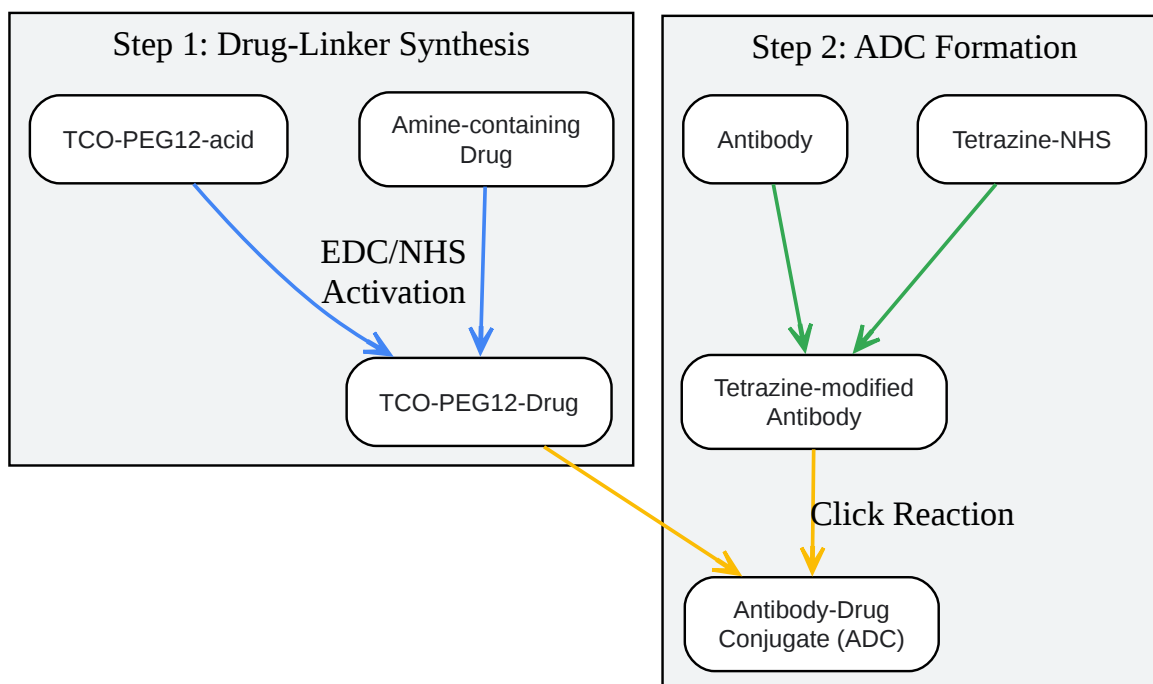 Step 1: Drug-Linker Synthesis
TCO-PEG12-acid
Amine-containing
Drug
EDC/NHS
Activation
TCO-PEG12-Drug
Step 2: ADC Formation
Antibody
Tetrazine-NHS
Tetrazine-modified
Antibody
Click Reaction
Antibody-Drug
Conjugate (ADC)